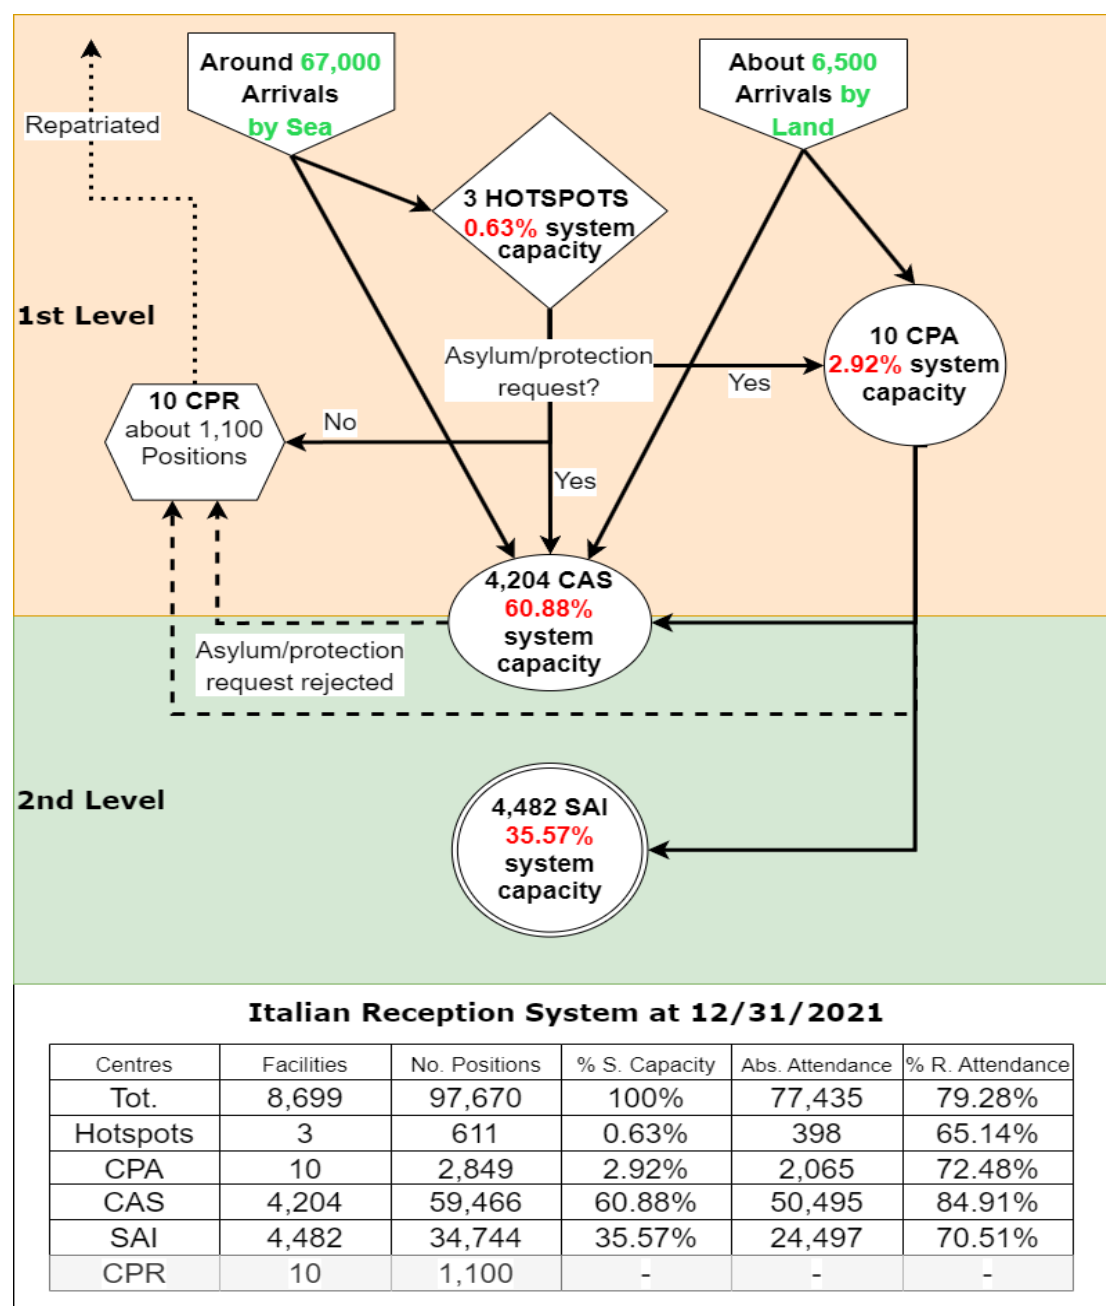 Around 67,000
Arrivals
by Sea
About 6,500
Arrivals by
Land
Repatriated
3 HOTSPOTS
0.63% system
capacity
1st Level
10 CPA
2.92% system
capacity
Asylum/protection
request?
Yes
10 CPR
about 1,100
Positions
No
Yes
4,204 CAS
60.88%
system
capacity
Asylum/protection
request rejected
2nd Level
4,482 SAI
35.57%
system
capacity
Italian Reception System at 12/31/2021
Centres Facilities No. Positions % S. Capacity Abs. Attendance % R. Attendance
Tot. 8,699 97,670 100% 77,435 79.28%
Hotspots 3 611 0.63% 398 65.14%
CPA 10 2,849 2.92% 2,065 72.48%
CAS 4,204 59,466 60.88% 50,495 84.91%
SAI 4,482 34,744 35.57% 24,497 70.51%
CPR 10 1,100 - - -